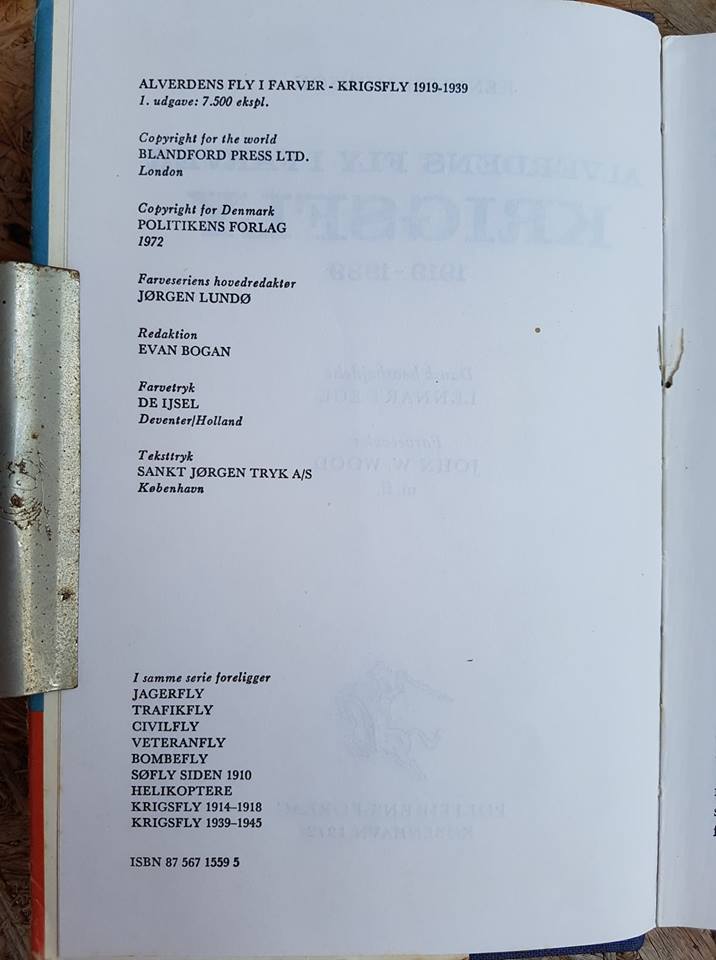 ALVERDENS FLY I FARVER - KRIGSFLY 1919-1939
1. udgave: 7.500 ekspl.
Copyright for the world
BLANDFORD PRESS LTD.
London
Copyright for Denmark
POLITIKENS FORLAG
1972
Farveseriens hovedredaktør
JØRGEN LUNDØ
Redaktion
EVAN BOGAN
Farvetryk
DE IJSEL
Deventer/Holland
Teksttryk
SANKT JØRGEN TRYK A/S
København
I samme serie foreligger
JAGERFLY
TRAFIKFLY
CIVILFLY
VETERANFLY
BOMBEFLY
SØFLY SIDEN 1910
HELIKOPTERE
KRIGSFLY 1914–1918
KRIGSFLY 1939–1945
ISBN 87 567 1559 5